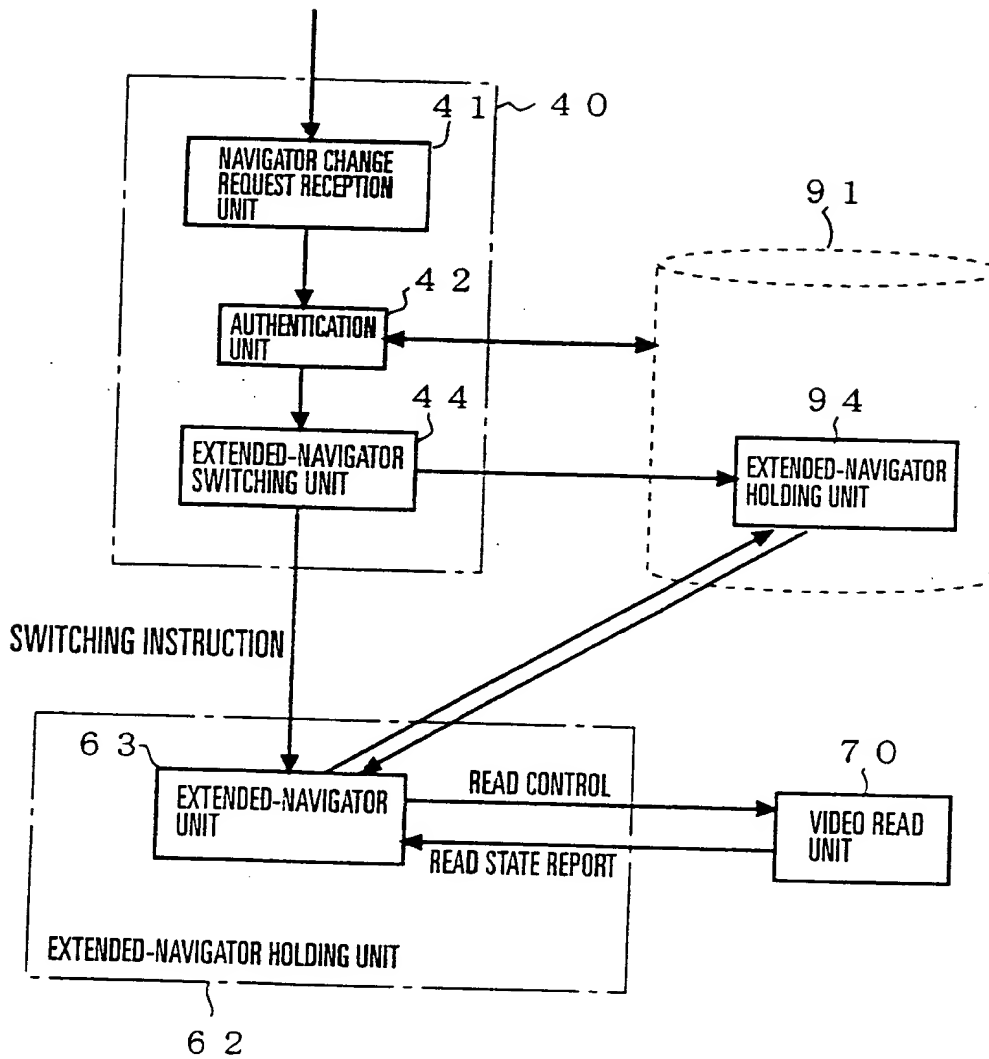 4 1
4 0
NAVIGATOR CHANGE
REQUEST RECEPTION
UNIT
9 1
4 2
AUTHENTICATION
UNIT
4 4
9 4
EXTENDED-NAVIGATOR
SWITCHING UNIT
EXTENDED-NAVIGATOR
HOLDING UNIT
SWITCHING INSTRUCTION
6 3
7 0
EXTENDED-NAVIGATOR
UNIT
READ CONTROL
VIDEO READ
UNIT
READ STATE REPORT
EXTENDED-NAVIGATOR HOLDING UNIT
6 2